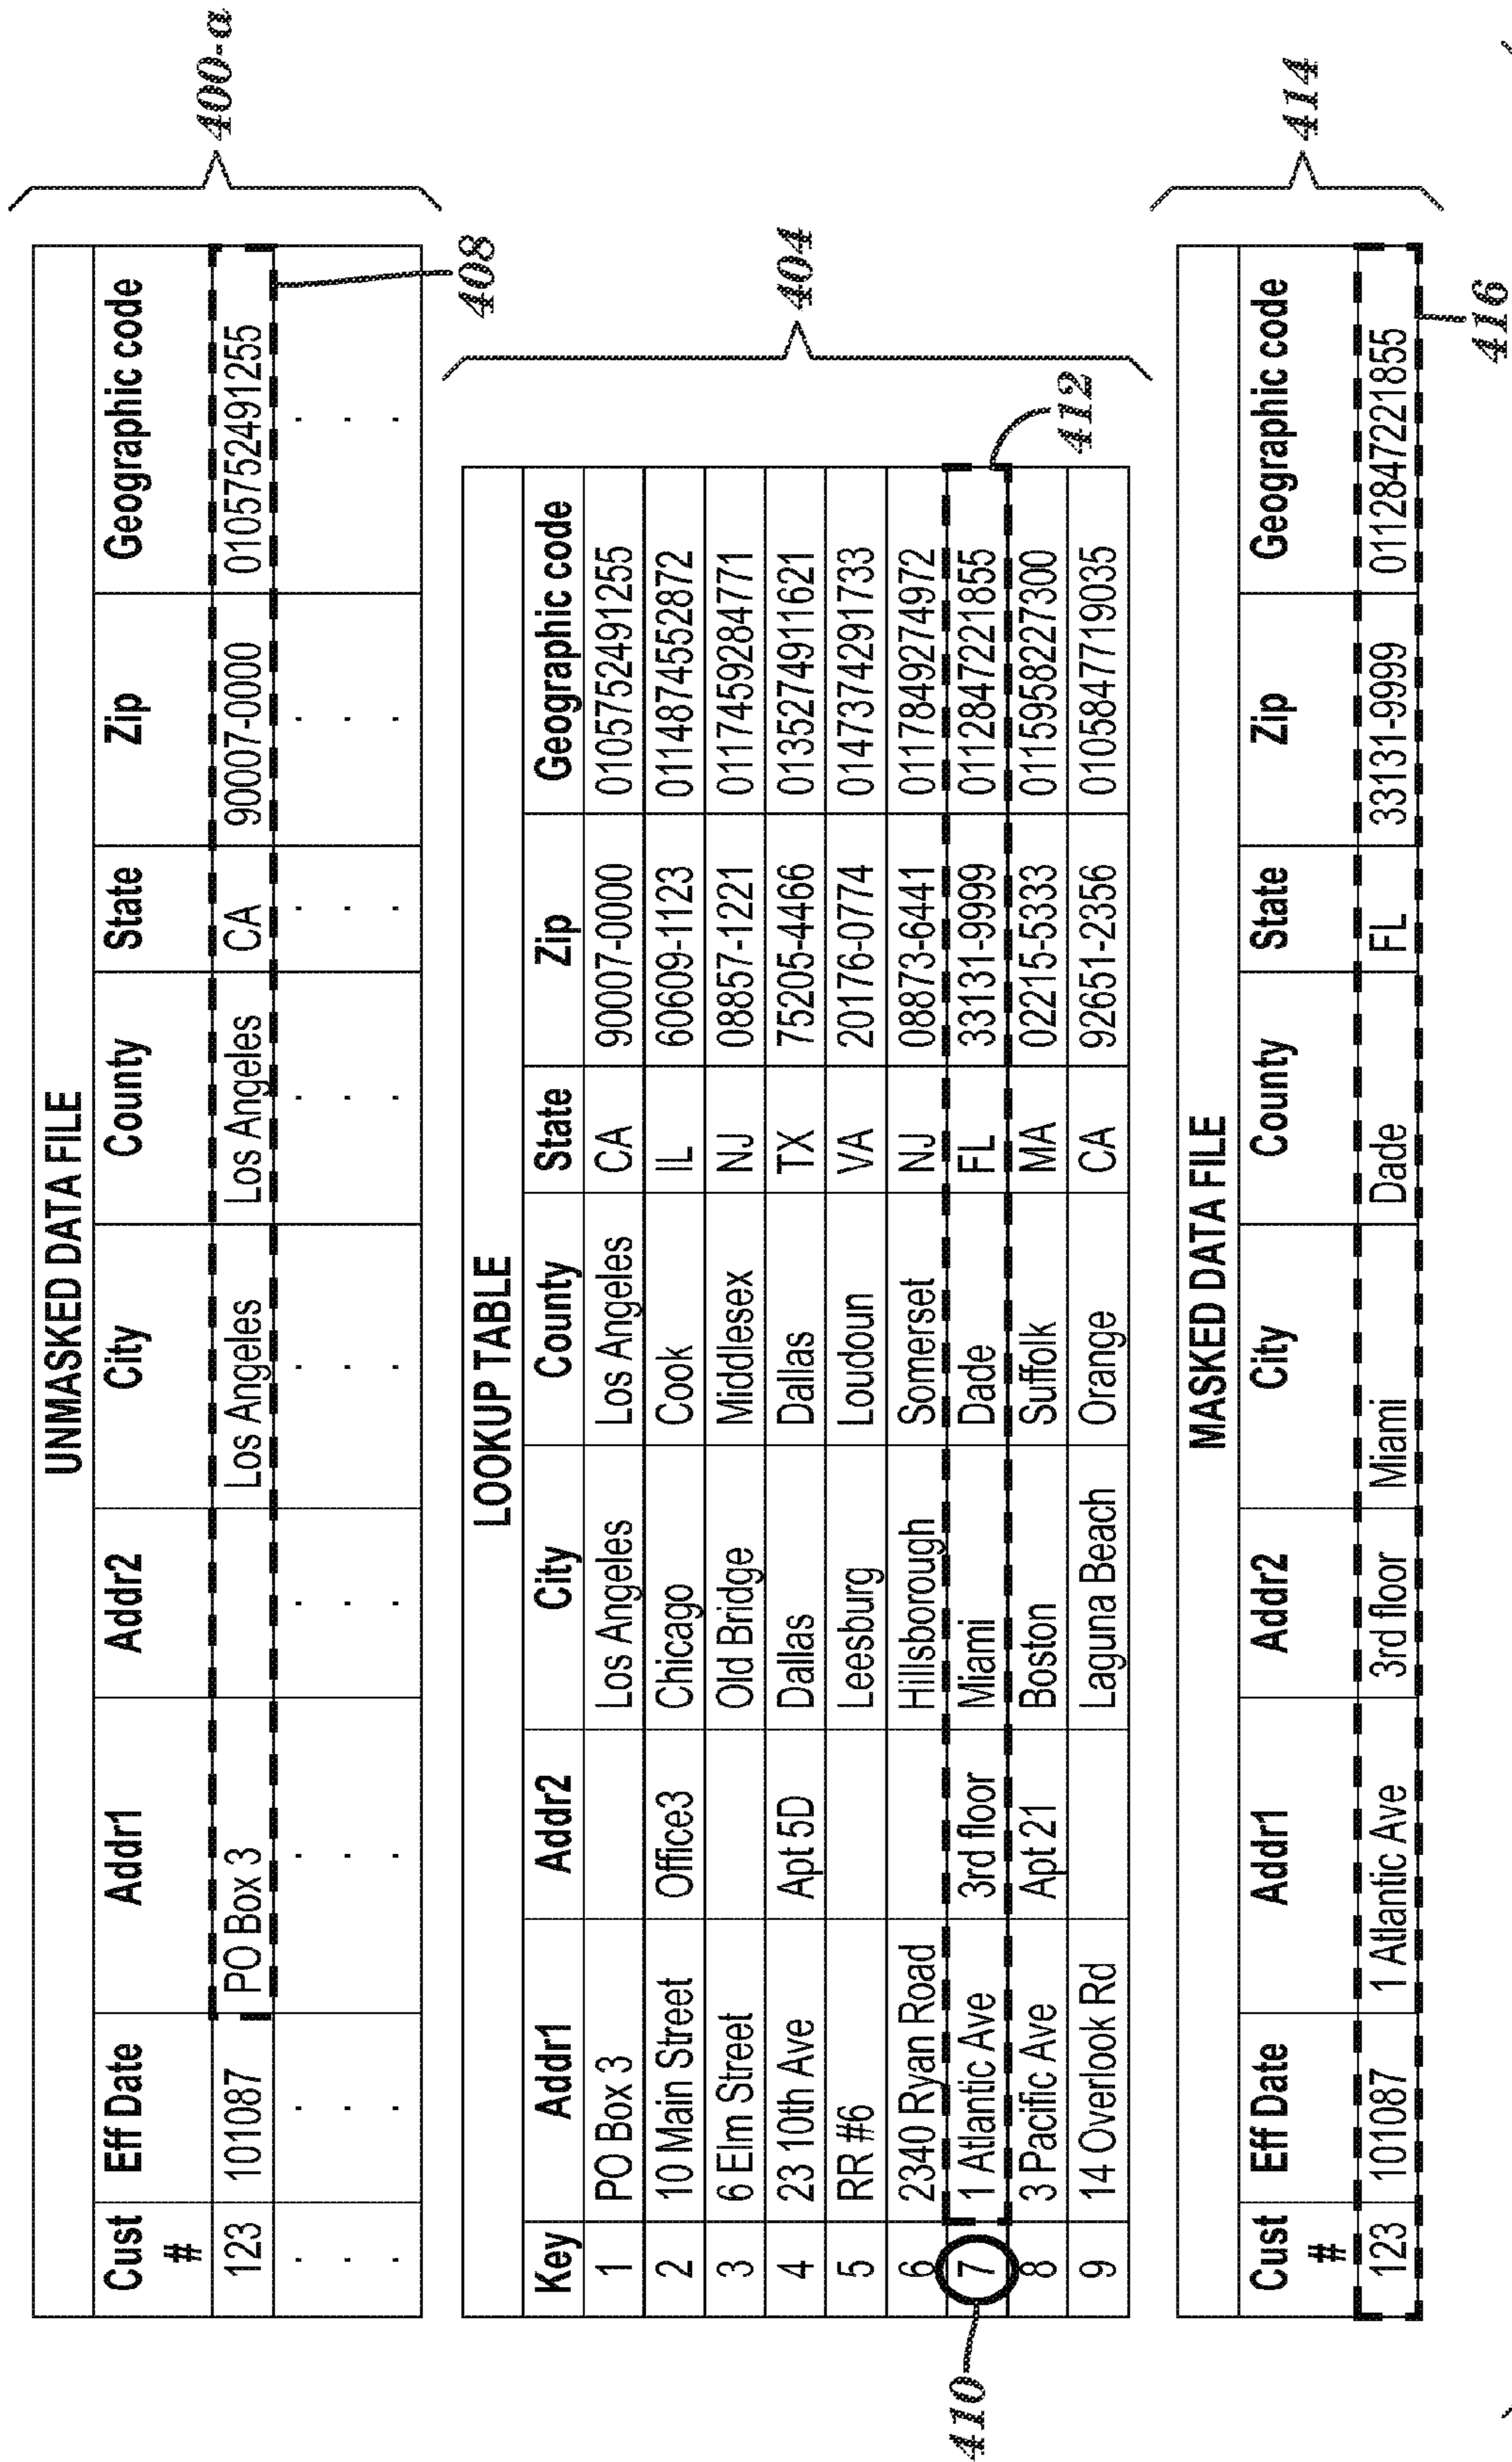 UNMASKED DATA FILE
Cust # Eff Date Addr1 Addr2 City County State Zip Geographic code
123 101087 PO Box 3 Los Angeles Los Angeles CA 90007-0000 010575249 1255
. . . . . . . . .
. . . . . . . . .
. . . . . . . . .
400-a
408
LOOKUP TABLE
Key Addr1 Addr2 City County State Zip Geographic code
1 PO Box 3 Los Angeles Los Angeles CA 90007-0000 0105752491255
2 10 Main Street Office3 Chicago Cook IL 60609-1123 0114874552872
3 6 Elm Street Old Bridge Middlesex NJ 08857-1221 0117459284771
4 23 10th Ave Apt 5D Dallas Dallas TX 75205-4466 0135274911621
5 RR #6 Leesburg Loudoun VA 20176-0774 0147374291733
6 2340 Ryan Road Hillsborough Somerset NJ 08873-6441 0117849274972
7 1 Atlantic Ave 3rd floor Miami Dade FL 33131-9999 0112847221855
8 3 Pacific Ave Apt 21 Boston Suffolk MA 02215-5333 0115958227300
9 14 Overlook Rd Laguna Beach Orange CA 92651-2356 0105847719035
404
410
412
MASKED DATA FILE
Cust # Eff Date Addr1 Addr2 City County State Zip Geographic code
123 101087 1 Atlantic Ave 3rd floor Miami Dade FL 33131-9999 0112847221855
414
416